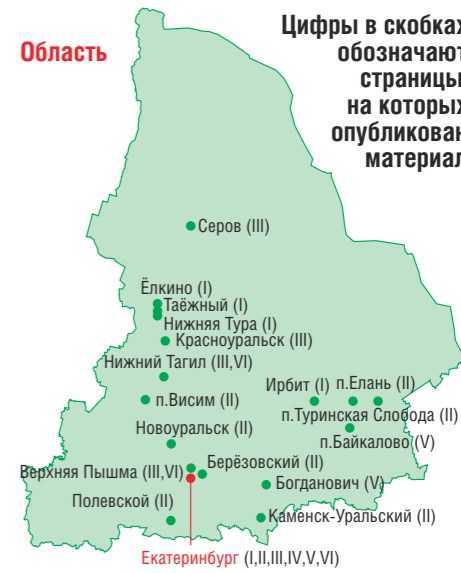 Область
Цифры в скобках
обозначают
страницы,
на которых
опубликован
материал
Серов (III)
Ёлкино (I)
Таёжный (I)
Нижняя Тура (I)
Красноуральск (III)
Нижний Тагил (III,VI)
Ирбит (I)
п.Елань (II)
п.Висим (II)
п.Туринская Слобода (II)
Новоуральск (II)
п.Байкалово (V)
Берёзовский (II)
Верхняя Пышма (III,VI)
Богданович (V)
Полевской (II)
Каменск-Уральский (II)
Екатеринбург (I,II,III,IV,V,VI)